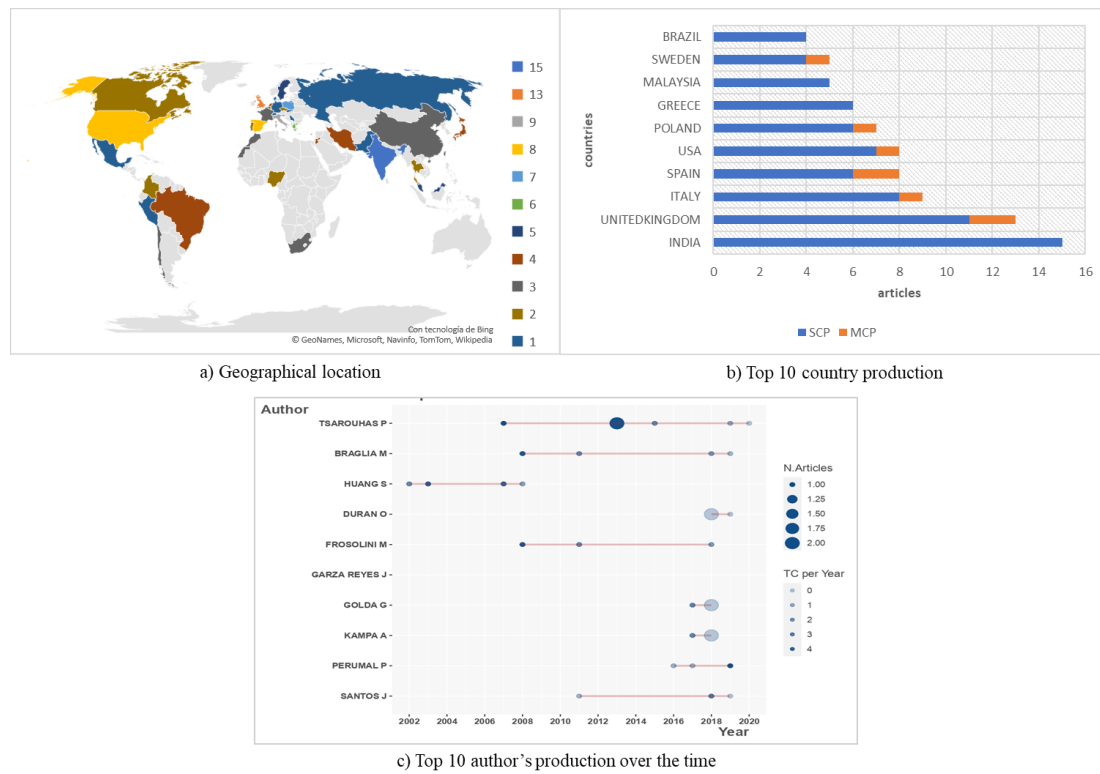 15
13
9
8
7
6
5
4
3
2
1
Con tecnología de Bing
© GeoNames, Microsoft, Navinfo, TomTom, Wikipedia
a) Geographical location
BRAZIL
SWEDEN
MALAYSIA
GREECE
POLAND
USA
SPAIN
ITALY
UNITEDKINGDOM
INDIA
countries
0 2 4 6 8 10 12 14 16
articles
SCP MCP
b) Top 10 country production
Author
TSAROUHAS P
BRAGLIA M
HUANG S
DURAN O
FROSOLINI M
GARZA REYES J
GOLDA G
KAMPA A
PERUMAL P
SANTOS J
2002 2004 2006 2008 2010 2012 2014 2016 2018 2020
Year
N.Articles
1.00
1.25
1.50
1.75
2.00
TC per Year
0
1
2
3
4
c) Top 10 author’s production over the time